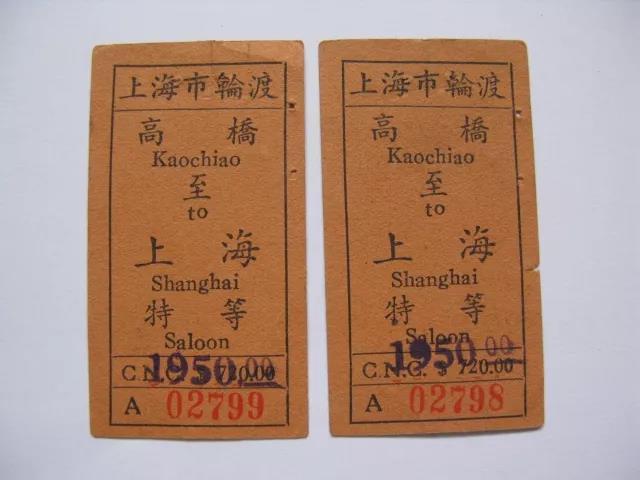 上海市輪渡
高橋
Kaochiao
至
to
上海
Shanghai
特等
Saloon
1950.00
C.N.C. $ 720.00
A 02799
上海市輪渡
高橋
Kaochiao
至
to
上海
Shanghai
特等
Saloon
1950.00
C.N.C. $ 720.00
A 02798